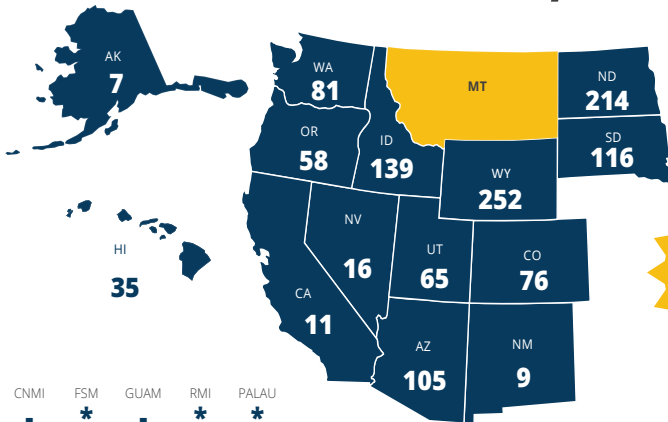 AK
7
WA
81
MT
ND
214
OR
58
ID
139
SD
116
WY
252
HI
35
NV
16
UT
65
CO
76
CA
11
AZ
105
NM
9
CNMI FSM GUAM RMI PALAU
- * - * *